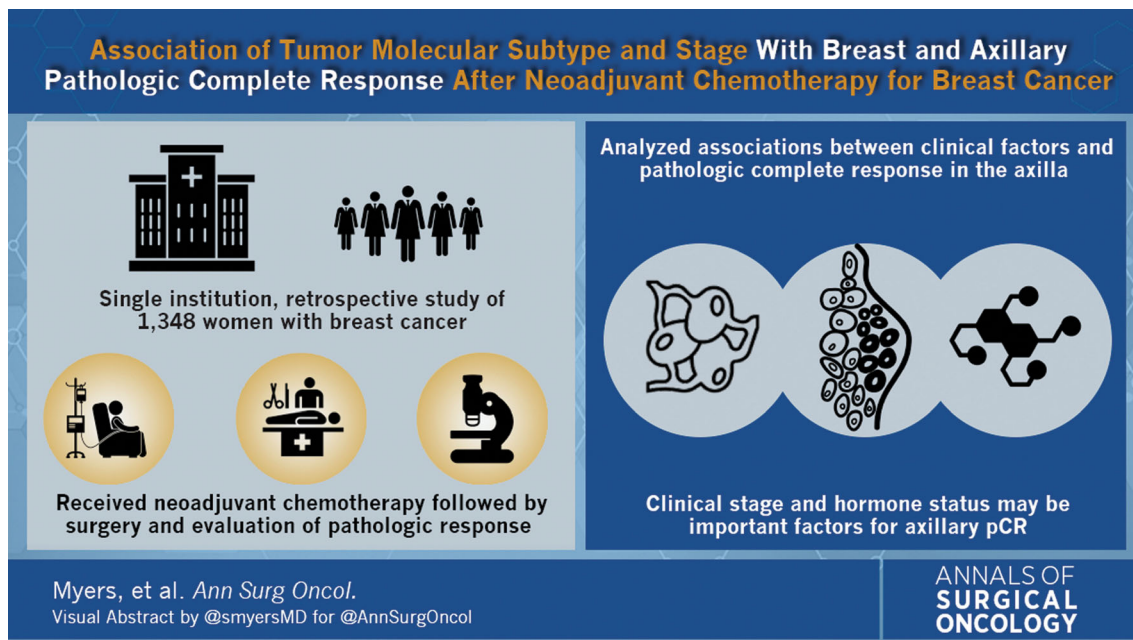 Association of Tumor Molecular Subtype and Stage With Breast and Axillary
Pathologic Complete Response After Neoadjuvant Chemotherapy for Breast Cancer
Single institution, retrospective study of
1,348 women with breast cancer
Received neoadjuvant chemotherapy followed by
surgery and evaluation of pathologic response
Analyzed associations between clinical factors and
pathologic complete response in the axilla
Clinical stage and hormone status may be
important factors for axillary pCR
Myers, et al. Ann Surg Oncol.
Visual Abstract by @smyersMD for @AnnSurgOncol
ANNALS OF
SURGICAL
ONCOLOGY